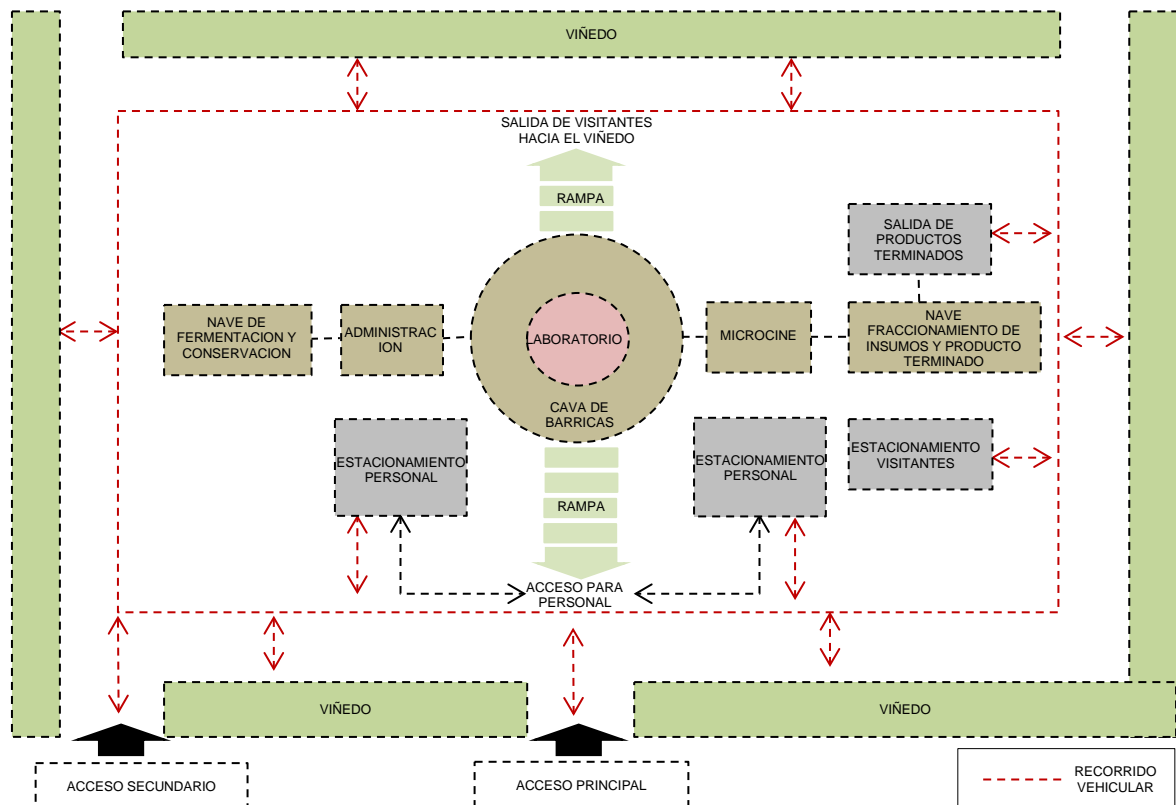 VIÑEDO
SALIDA DE VISITANTES
HACIA EL VIÑEDO
RAMPA
SALIDA DE
PRODUCTOS
TERMINADOS
NAVE DE
FERMENTACION Y
CONSERVACION
ADMINISTRAC
ION
LABORATORIO
MICROCINE
NAVE
FRACCIONAMIENTO DE
INSUMOS Y PRODUCTO
TERMINADO
CAVA DE
BARRICAS
ESTACIONAMIENTO
PERSONAL
ESTACIONAMIENTO
PERSONAL
ESTACIONAMIENTO
VISITANTES
RAMPA
ACCESO PARA
PERSONAL
VIÑEDO
VIÑEDO
ACCESO SECUNDARIO
ACCESO PRINCIPAL
RECORRIDO
VEHICULAR